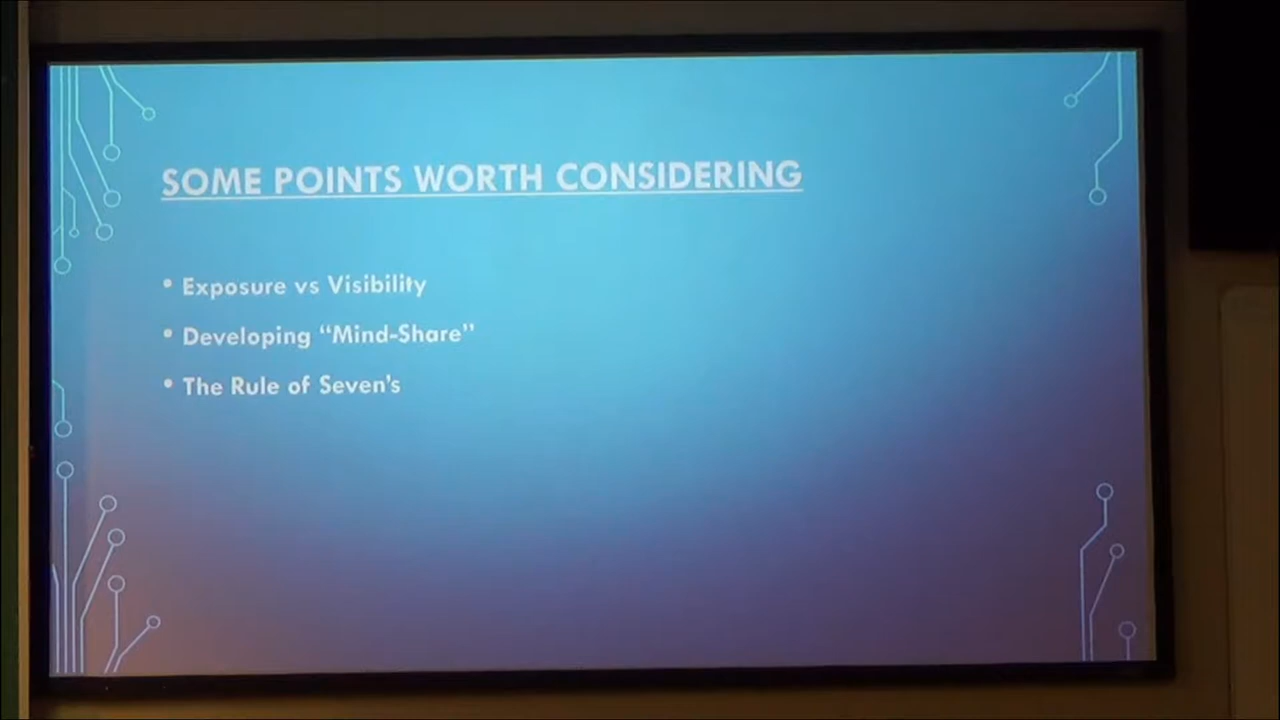 SOME POINTS WORTH CONSIDERING
• Exposure vs Visibility
• Developing “Mind-Share”
• The Rule of Seven’s